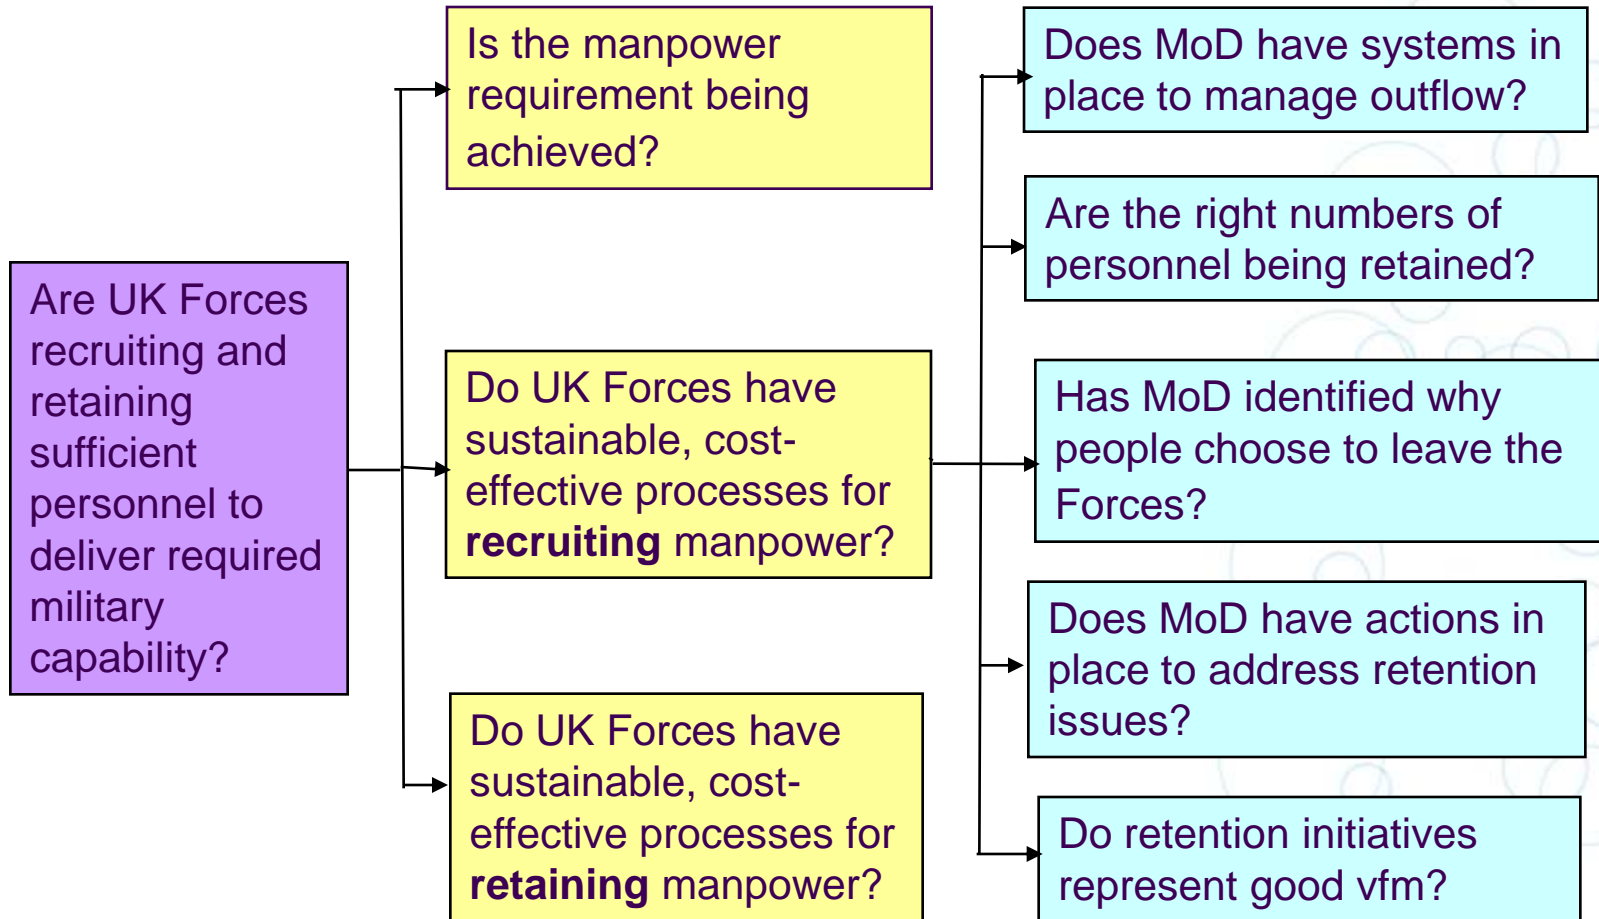 Are UK Forces
recruiting and
retaining
sufficient
personnel to
deliver required
military
capability?
Is the manpower
requirement being
achieved?
Do UK Forces have
sustainable, cost-
effective processes for
recruiting manpower?
Do UK Forces have
sustainable, cost-
effective processes for
retaining manpower?
Does MoD have systems in
place to manage outflow?
Are the right numbers of
personnel being retained?
Has MoD identified why
people choose to leave the
Forces?
Does MoD have actions in
place to address retention
issues?
Do retention initiatives
represent good vfm?